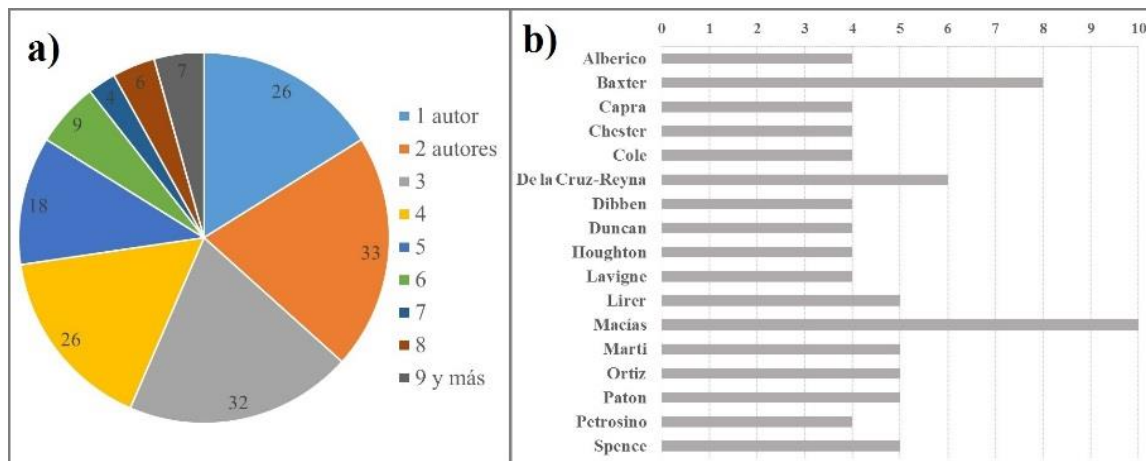 a)
26
33
32
26
18
9
4
6
7
1 autor
2 autores
3
4
5
6
7
8
9 y más
b)
0 1 2 3 4 5 6 7 8 9 10
Alberico
Baxter
Capra
Chester
Cole
De la Cruz-Reyna
Dibben
Duncan
Houghton
Lavigne
Lirer
Macías
Marti
Ortiz
Paton
Petrosino
Spence